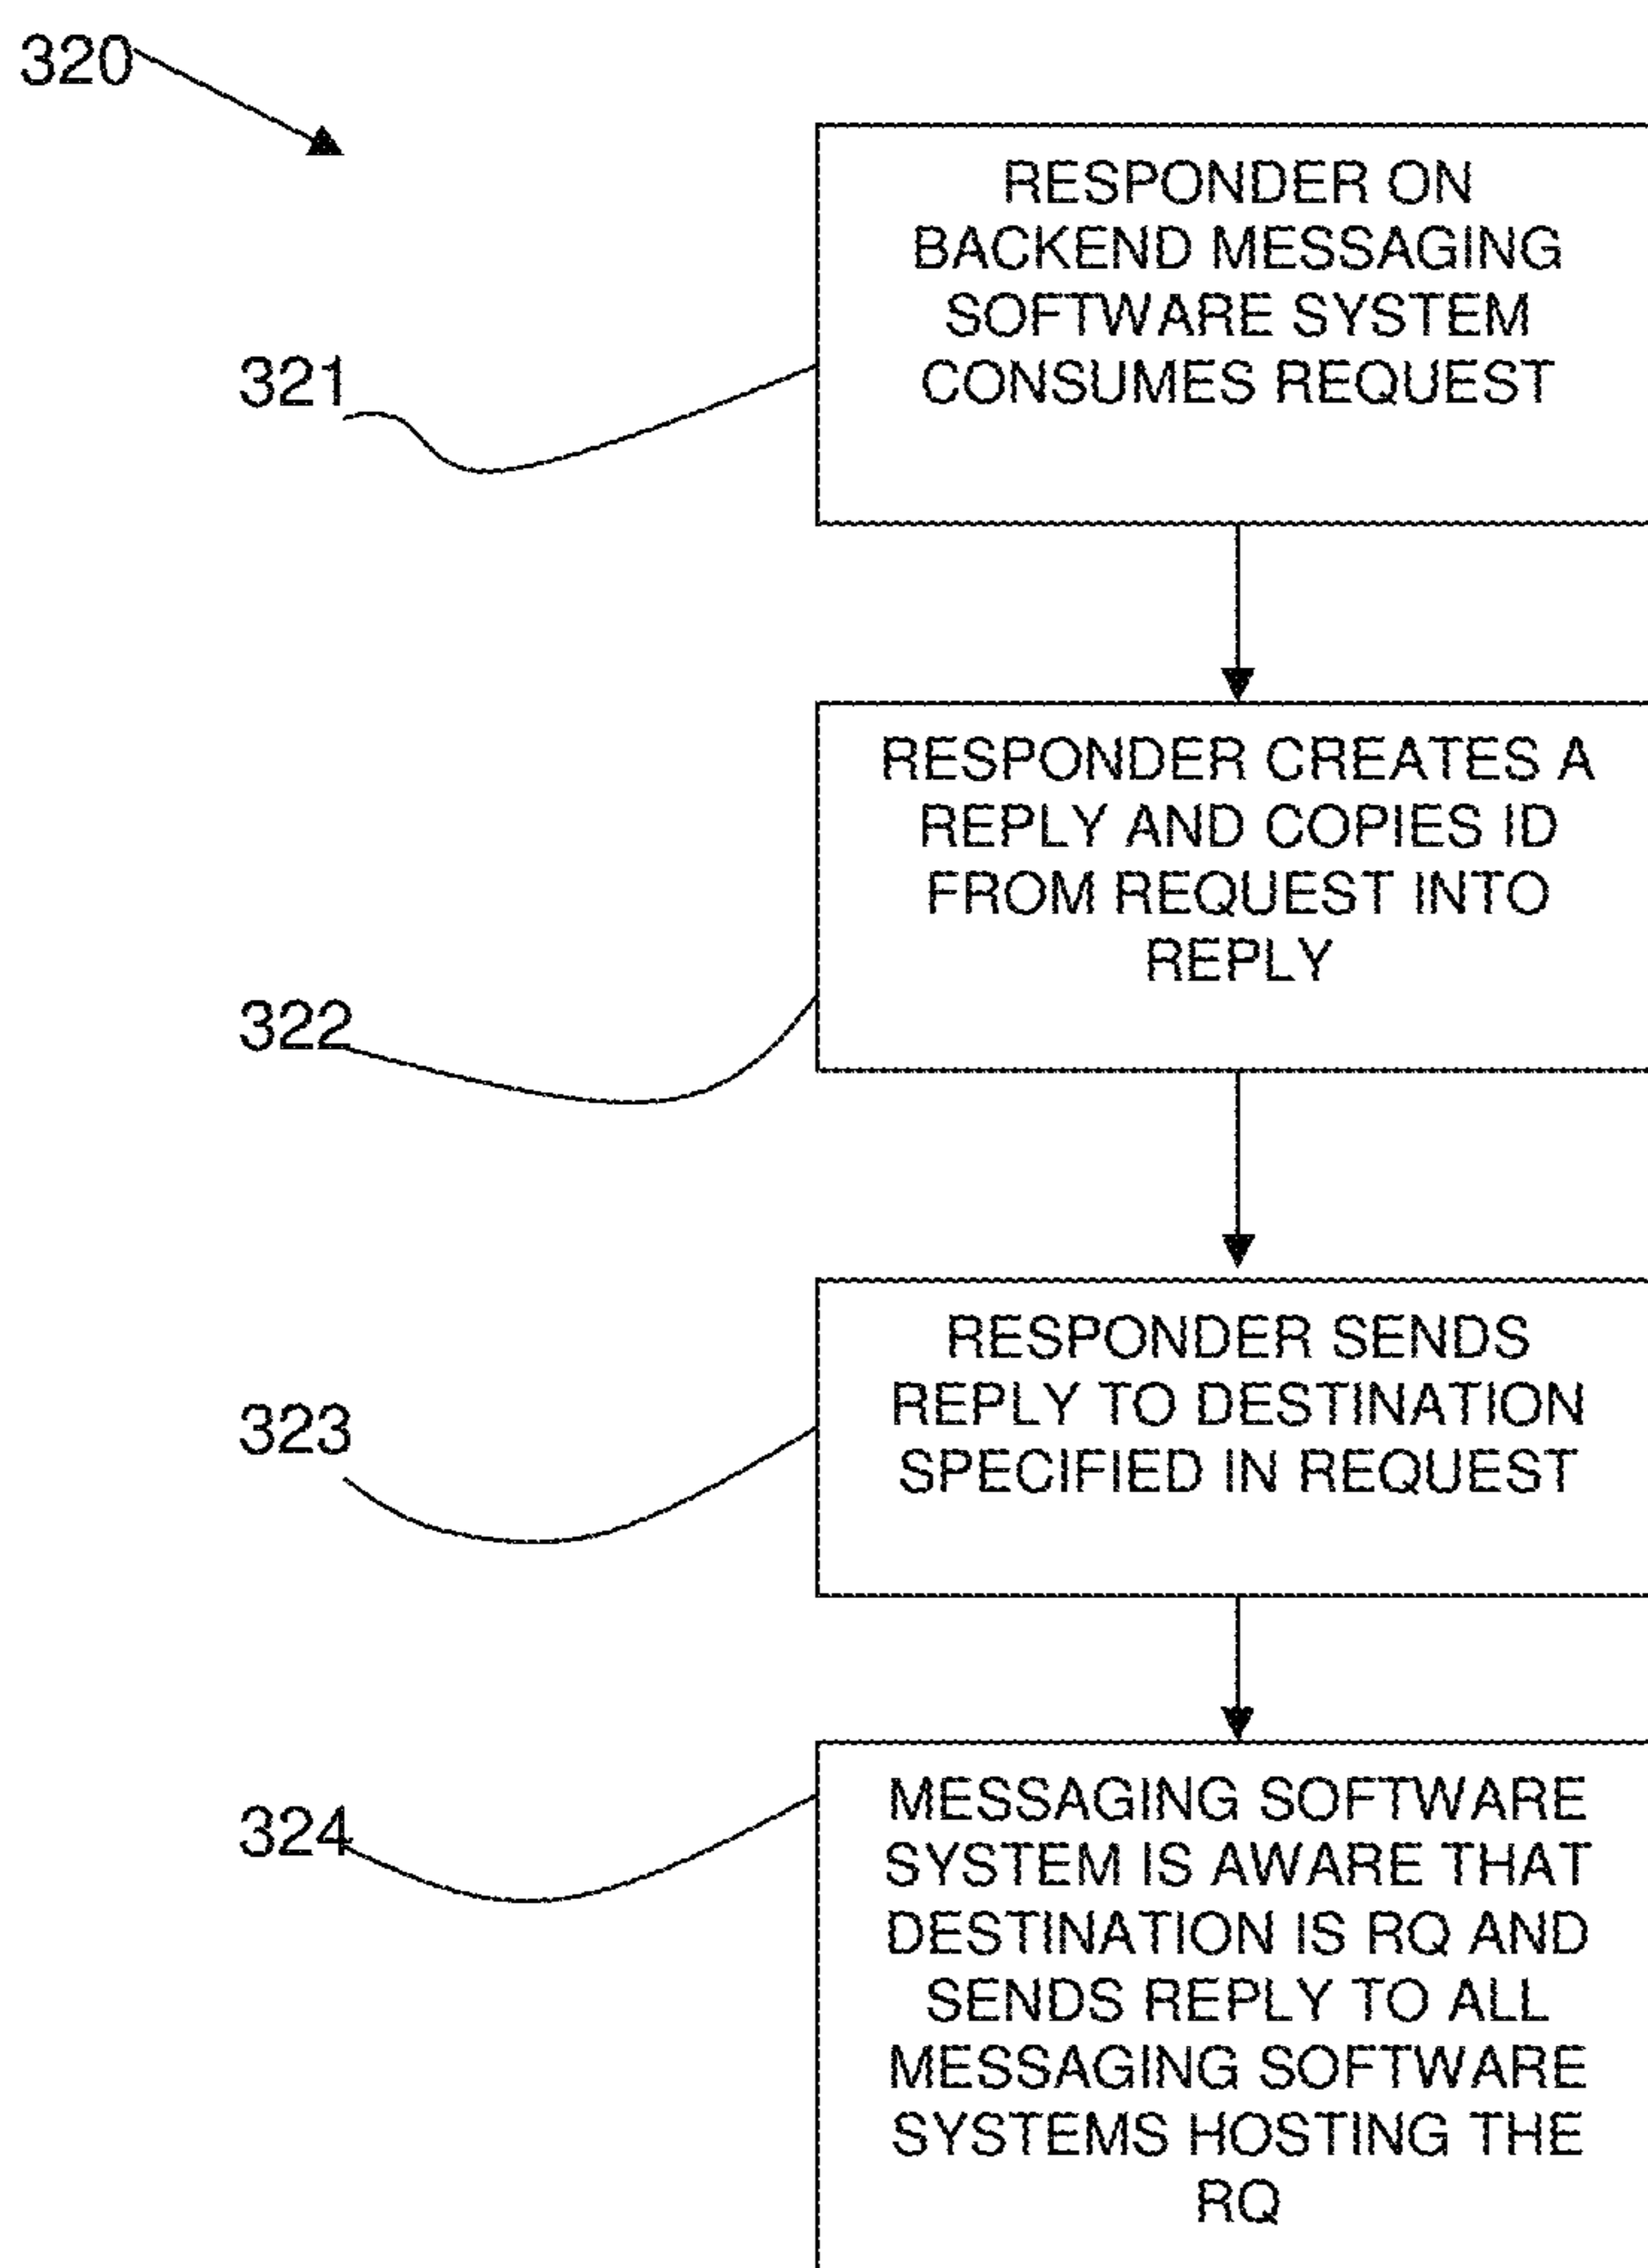 320
RESPONDER ON
BACKEND MESSAGING
SOFTWARE SYSTEM
CONSUMES REQUEST
321
RESPONDER CREATES A
REPLY AND COPIES ID
FROM REQUEST INTO
REPLY
322
RESPONDER SENDS
REPLY TO DESTINATION
SPECIFIED IN REQUEST
323
MESSAGING SOFTWARE
SYSTEM IS AWARE THAT
DESTINATION IS RQ AND
SENDS REPLY TO ALL
MESSAGING SOFTWARE
SYSTEMS HOSTING THE
RQ
324